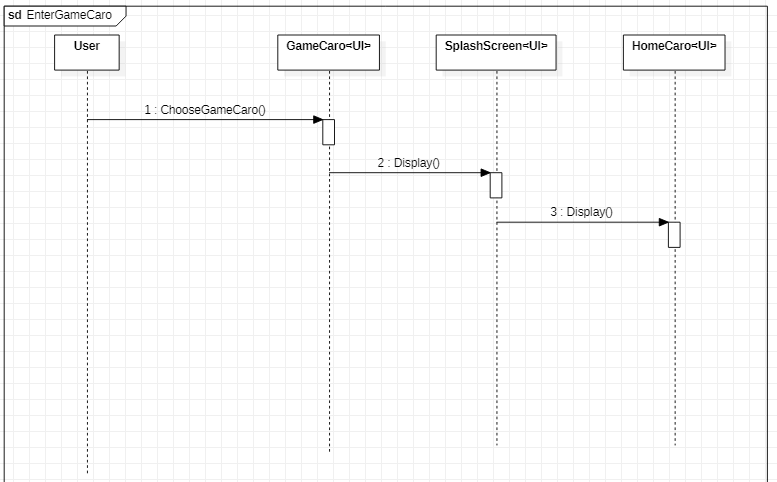 sd EnterGameCaro
User
GameCaro<UI>
SplashScreen<UI>
HomeCaro<UI>
1 : ChooseGameCaro()
2 : Display()
3 : Display()